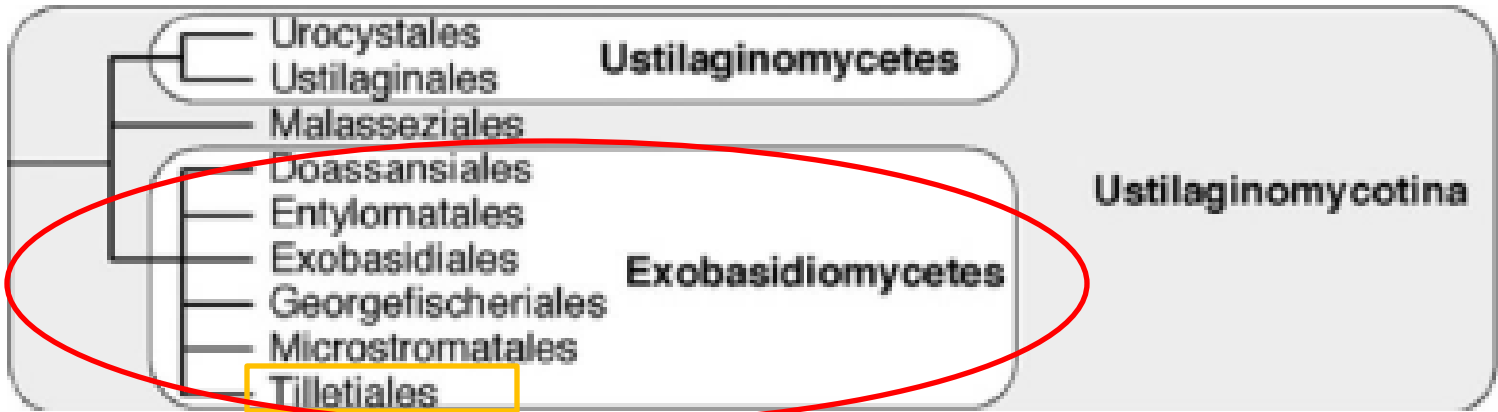 Urocystales
Ustilaginales
Ustilaginomycetes
Malasseziales
Doassansiales
Entylomatales
Exobasidiales
Georgefischeriales
Microstromatales
Tilletiales
Exobasidiomycetes
Ustilaginomycotina